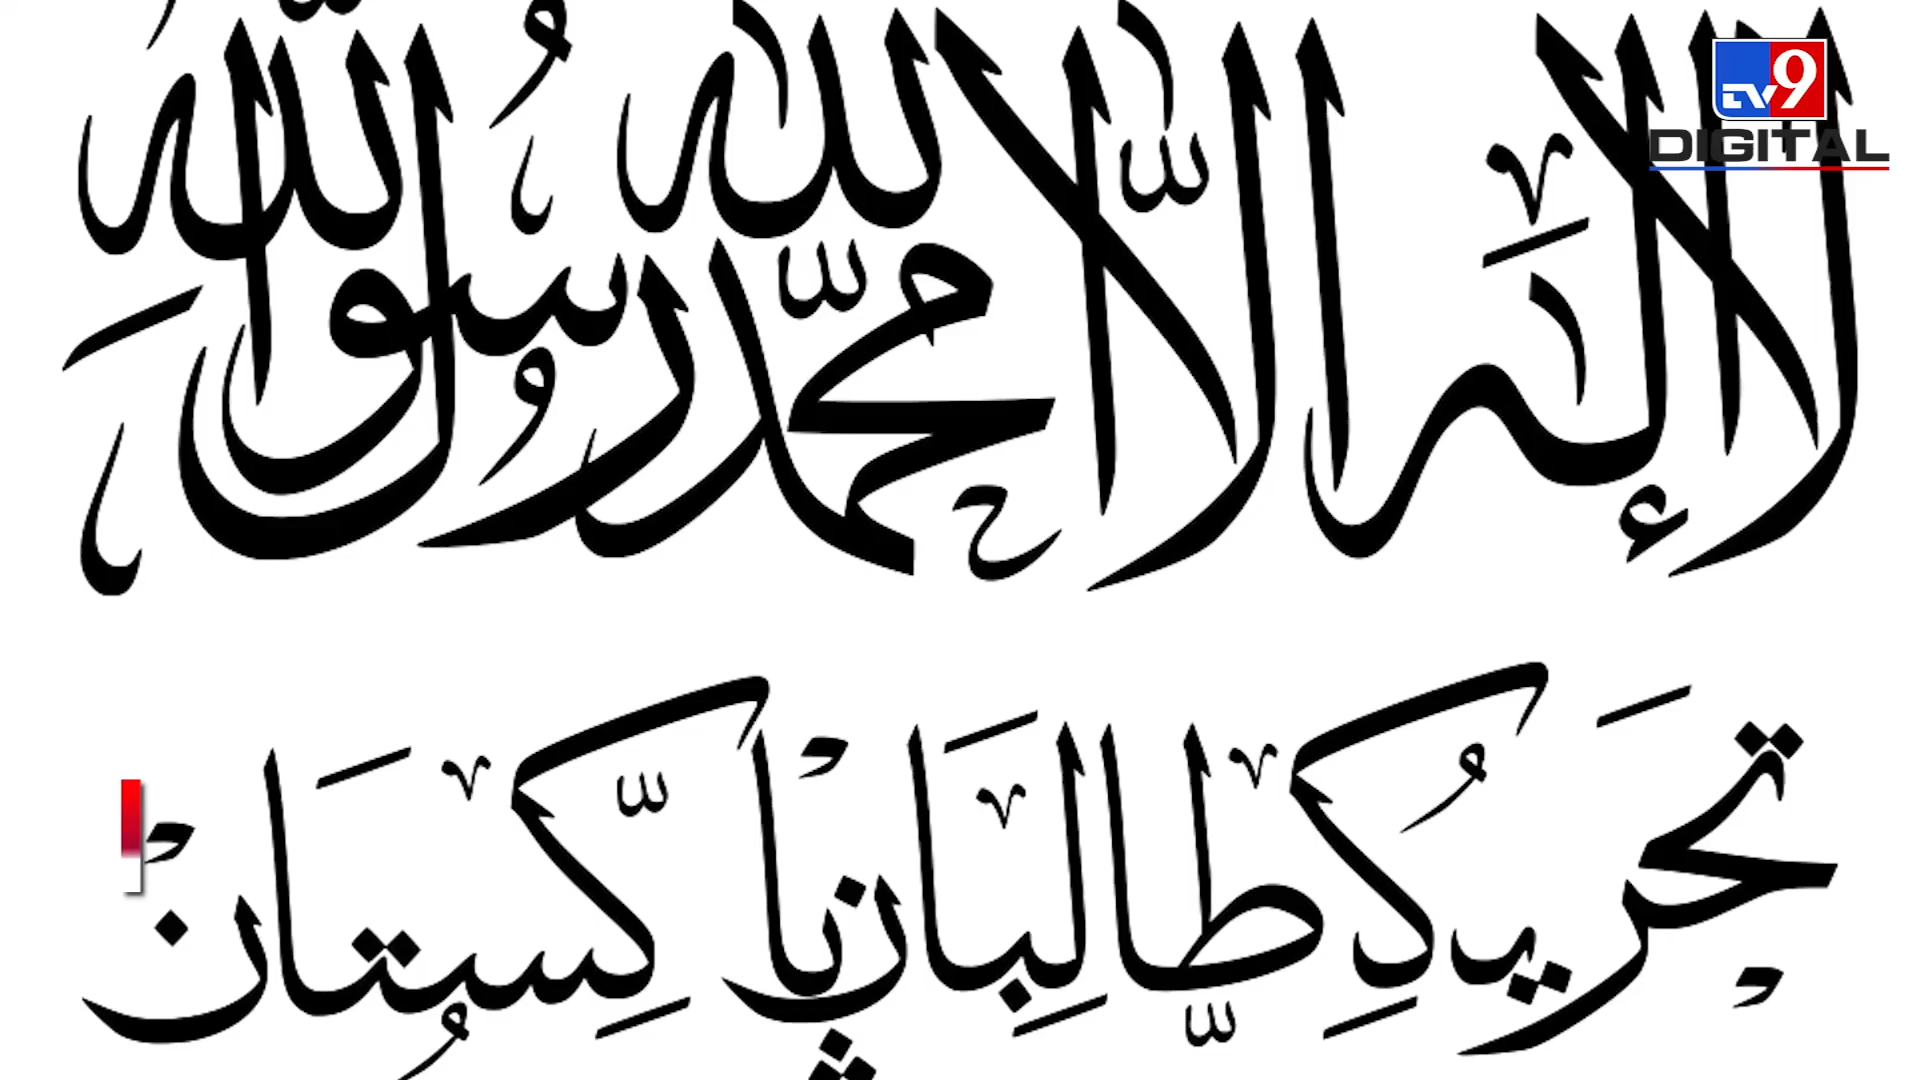 لا إله إلا الله محمد رسول الله
تحریک طالبان پاکستان
TV9
DIGITAL